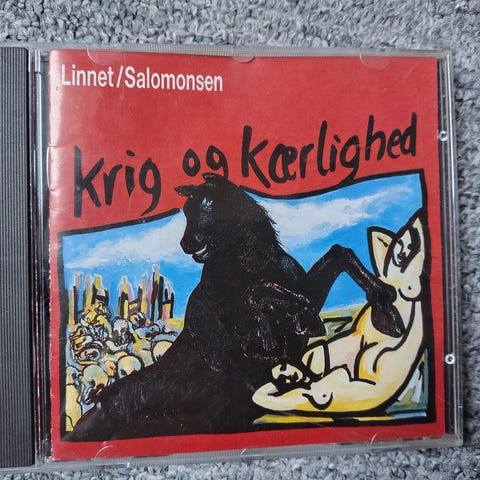 Linnet/Salomonsen
Krig og Kærlighed